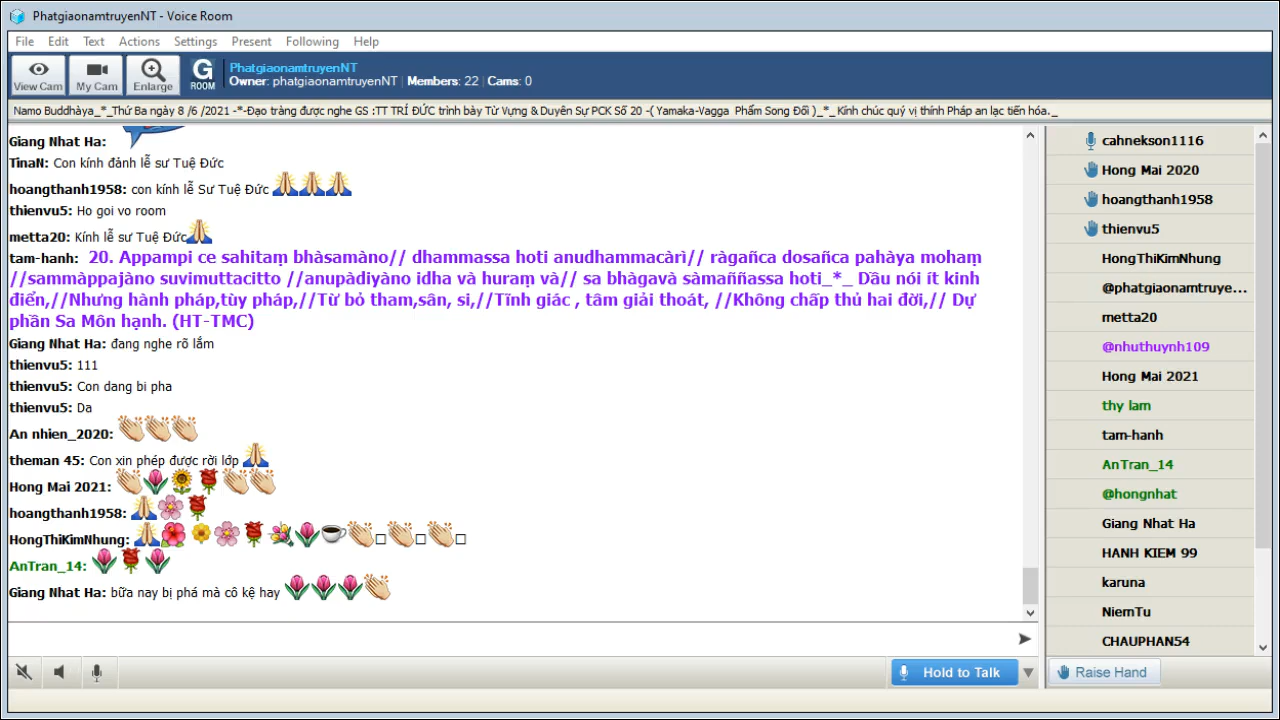 PhatgiaonamtruyenNT - Voice Room
File Edit Text Actions Settings Present Following Help
View Cam My Cam Enlarge G ROOM
PhatgiaonamtruyenNT
Owner: phatgiaonamtruyenNT | Members: 22 | Cams: 0
Namo Buddhàya_*_Thứ Ba ngày 8 /6 /2021 -*-Đạo tràng được nghe GS :TT TRÍ ĐỨC trình bày Từ Vựng & Duyên Sự PCK Số 20 -( Yamaka-Vagga Phẩm Song Đối )_*_ Kính chúc quý vị thính Pháp an lạc tiến hóa._
Giang Nhat Ha:
TinaN: Con kính đảnh lễ sư Tuệ Đức
hoangthanh1958: con kính lễ Sư Tuệ Đức 🙏🙏🙏
thienvu5: Ho goi vo room
metta20: Kính lễ sư Tuệ Đức🙏
tam-hanh: 20. Appampi ce sahitaṃ bhàsamàno// dhammassa hoti anudhammacàrì// ràgañca dosañca pahàya mohaṃ
//sammàppajàno suvimuttacitto //anupàdiyàno idha và huraṃ và// sa bhàgavà sàmaññassa hoti_*_ Dầu nói ít kinh
điển,//Nhưng hành pháp,tùy pháp,//Từ bỏ tham,sân, si,//Tĩnh giác , tâm giải thoát, //Không chấp thủ hai đời,// Dự
phần Sa Môn hạnh. (HT-TMC)
Giang Nhat Ha: đang nghe rõ lắm
thienvu5: 111
thienvu5: Con dang bi pha
thienvu5: Da
An nhien_2020: 👏👏👏
theman 45: Con xin phép được rời lớp 🙏
Hong Mai 2021: 👏🌷🌻🌹👏👏
hoangthanh1958: 🙏🌸🌹
HongThiKimNhung: 🙏🌺🌼🌸🌹💐🌷☕👏□👏□👏□
AnTran_14: 🌷🌹🌷
Giang Nhat Ha: bữa nay bị phá mà cô kệ hay 🌷🌷🌷👏
Hold to Talk
cahnekson1116
Hong Mai 2020
hoangthanh1958
thienvu5
HongThiKimNhung
@phatgiaonamtruye...
metta20
@nhuthuynh109
Hong Mai 2021
thy lam
tam-hanh
AnTran_14
@hongnhat
Giang Nhat Ha
HANH KIEM 99
karuna
NiemTu
CHAUPHAN54
Raise Hand